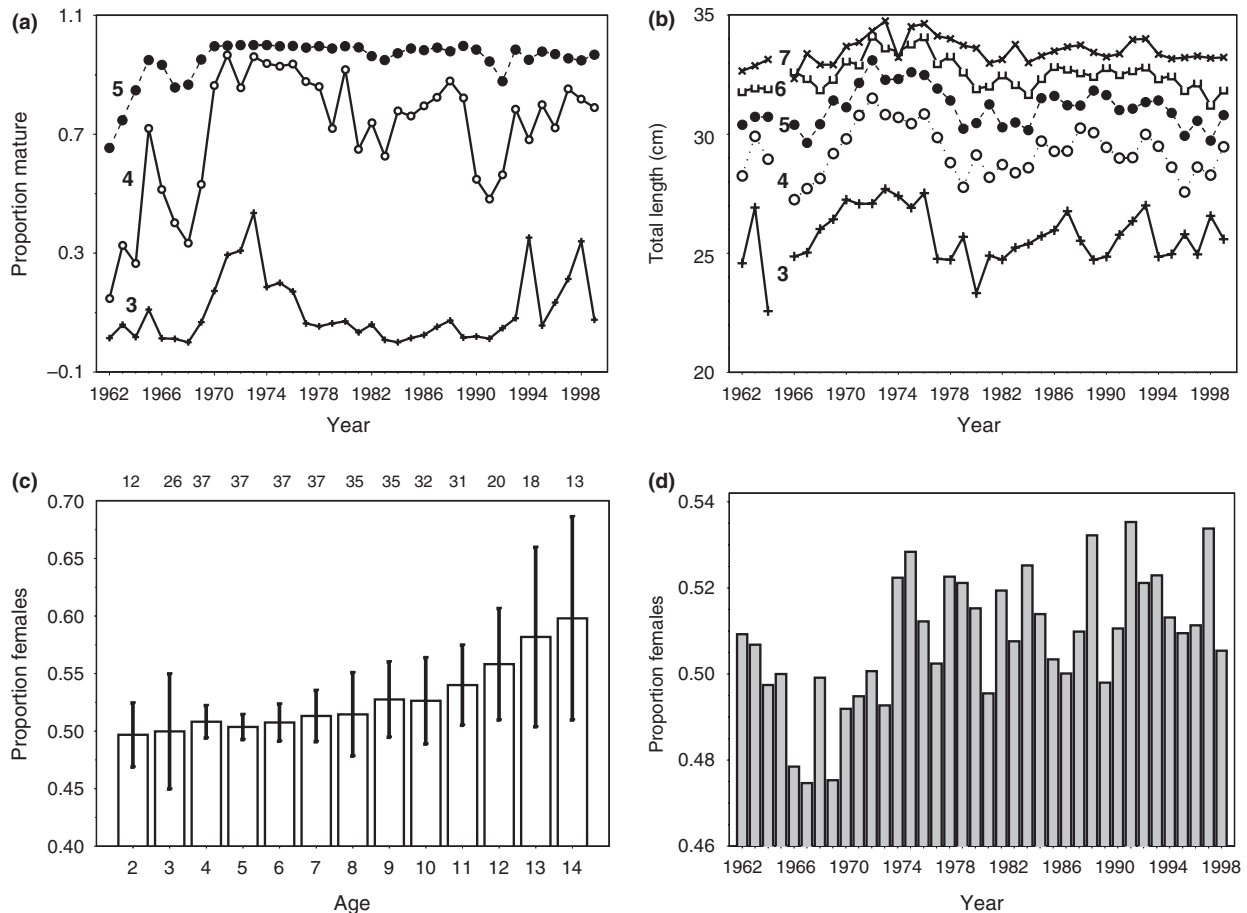 (a)
1.1
0.7
0.3
–0.1
Proportion mature
5
4
3
1962 1966 1970 1974 1978 1982 1986 1990 1994 1998
Year
(b)
35
30
25
20
Total length (cm)
7
6
5
4
3
1962 1966 1970 1974 1978 1982 1986 1990 1994 1998
Year
(c)
12 26 37 37 37 37 35 35 32 31 20 18 13
0.70
0.65
0.60
0.55
0.50
0.45
0.40
Proportion females
2 3 4 5 6 7 8 9 10 11 12 13 14
Age
(d)
0.54
0.52
0.50
0.48
0.46
Proportion females
1962 1966 1970 1974 1978 1982 1986 1990 1994 1998
Year